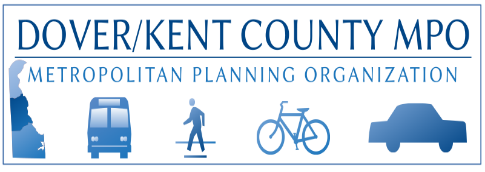 DOVER/KENT COUNTY MPO
METROPOLITAN PLANNING ORGANIZATION